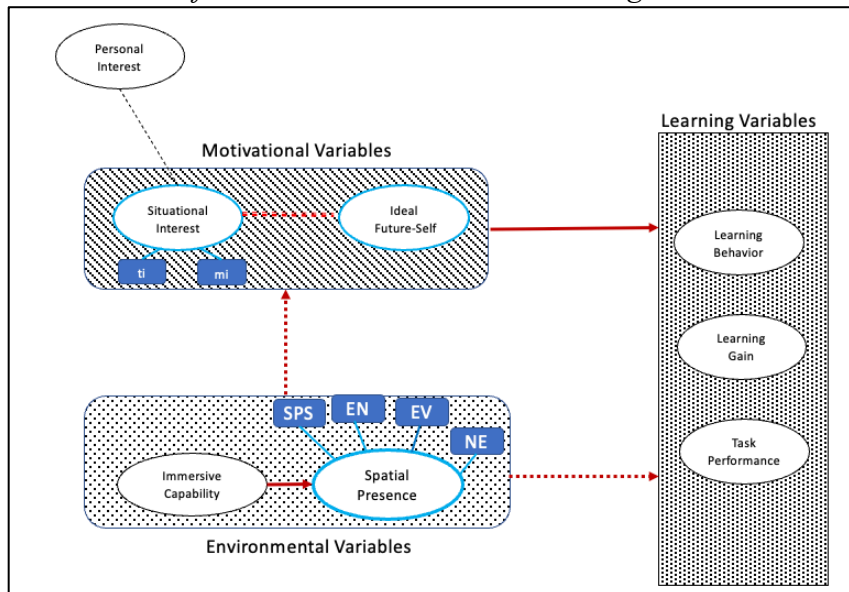 Personal
Interest
Learning Variables
Motivational Variables
Situational
Interest
Ideal
Future-Self
ti
mi
Learning
Behavior
Learning
Gain
SPS
EN
EV
NE
Immersive
Capability
Spatial
Presence
Task
Performance
Environmental Variables